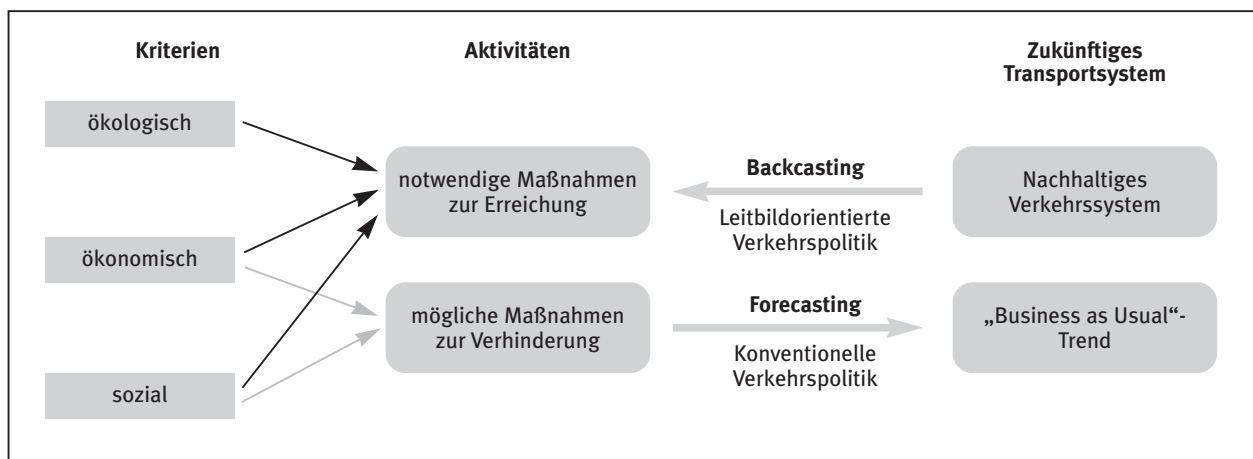 Kriterien
Aktivitäten
Zukünftiges
Transportsystem
ökologisch
ökonomisch
sozial
notwendige Maßnahmen
zur Erreichung
mögliche Maßnahmen
zur Verhinderung
Backcasting
Leitbildorientierte
Verkehrspolitik
Forecasting
Konventionelle
Verkehrspolitik
Nachhaltiges
Verkehrssystem
„Business as Usual“-
Trend